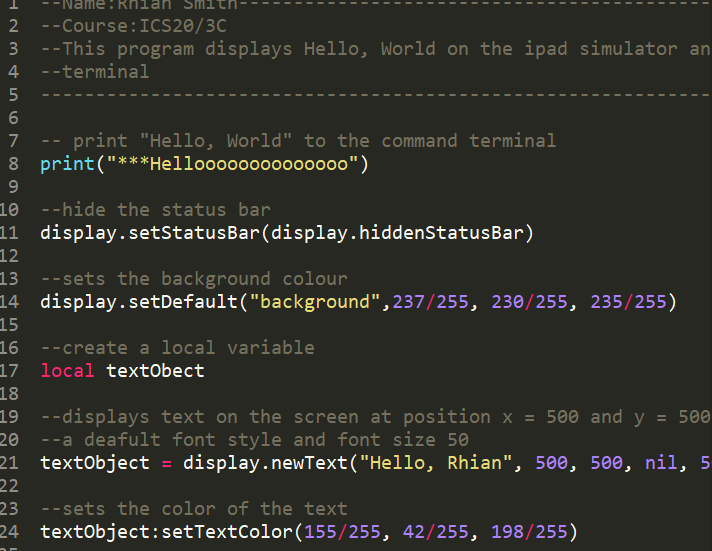 1 --Name:Rhian Smith-----------------------------------
2 --Course:ICS20/3C
3 --This program displays Hello, World on the ipad simulator an
4 --terminal
5 -------------------------------------------------------------
6
7 -- print "Hello, World" to the command terminal
8 print("***Helloooooooooooooo")
9
10 --hide the status bar
11 display.setStatusBar(display.hiddenStatusBar)
12
13 --sets the background colour
14 display.setDefault("background",237/255, 230/255, 235/255)
15
16 --create a local variable
17 local textObect
18
19 --displays text on the screen at position x = 500 and y = 500
20 --a deafult font style and font size 50
21 textObject = display.newText("Hello, Rhian", 500, 500, nil, 5
22
23 --sets the color of the text
24 textObject:setTextColor(155/255, 42/255, 198/255)